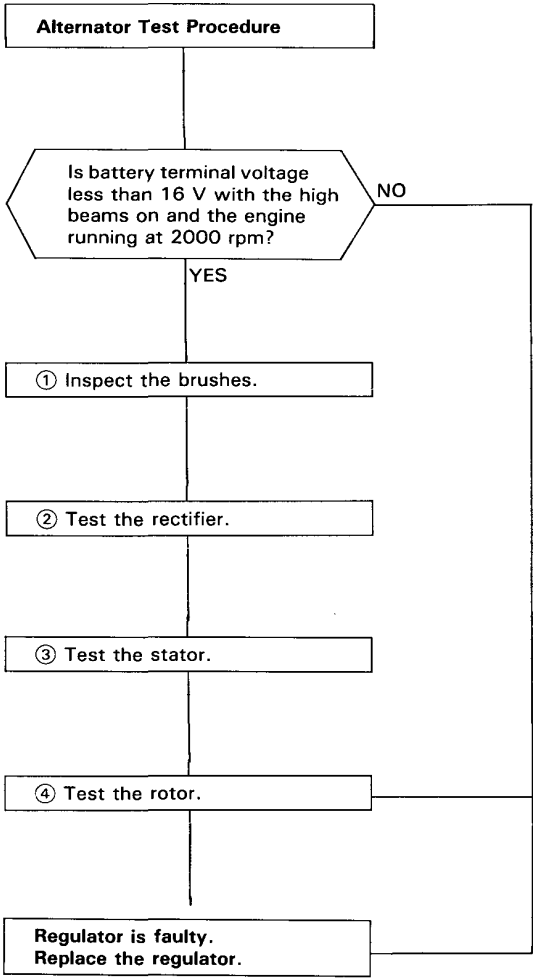 Alternator Test Procedure
Is battery terminal voltage
less than 16 V with the high
beams on and the engine
running at 2000 rpm?
NO
YES
① Inspect the brushes.
② Test the rectifier.
③ Test the stator.
④ Test the rotor.
Regulator is faulty.
Replace the regulator.